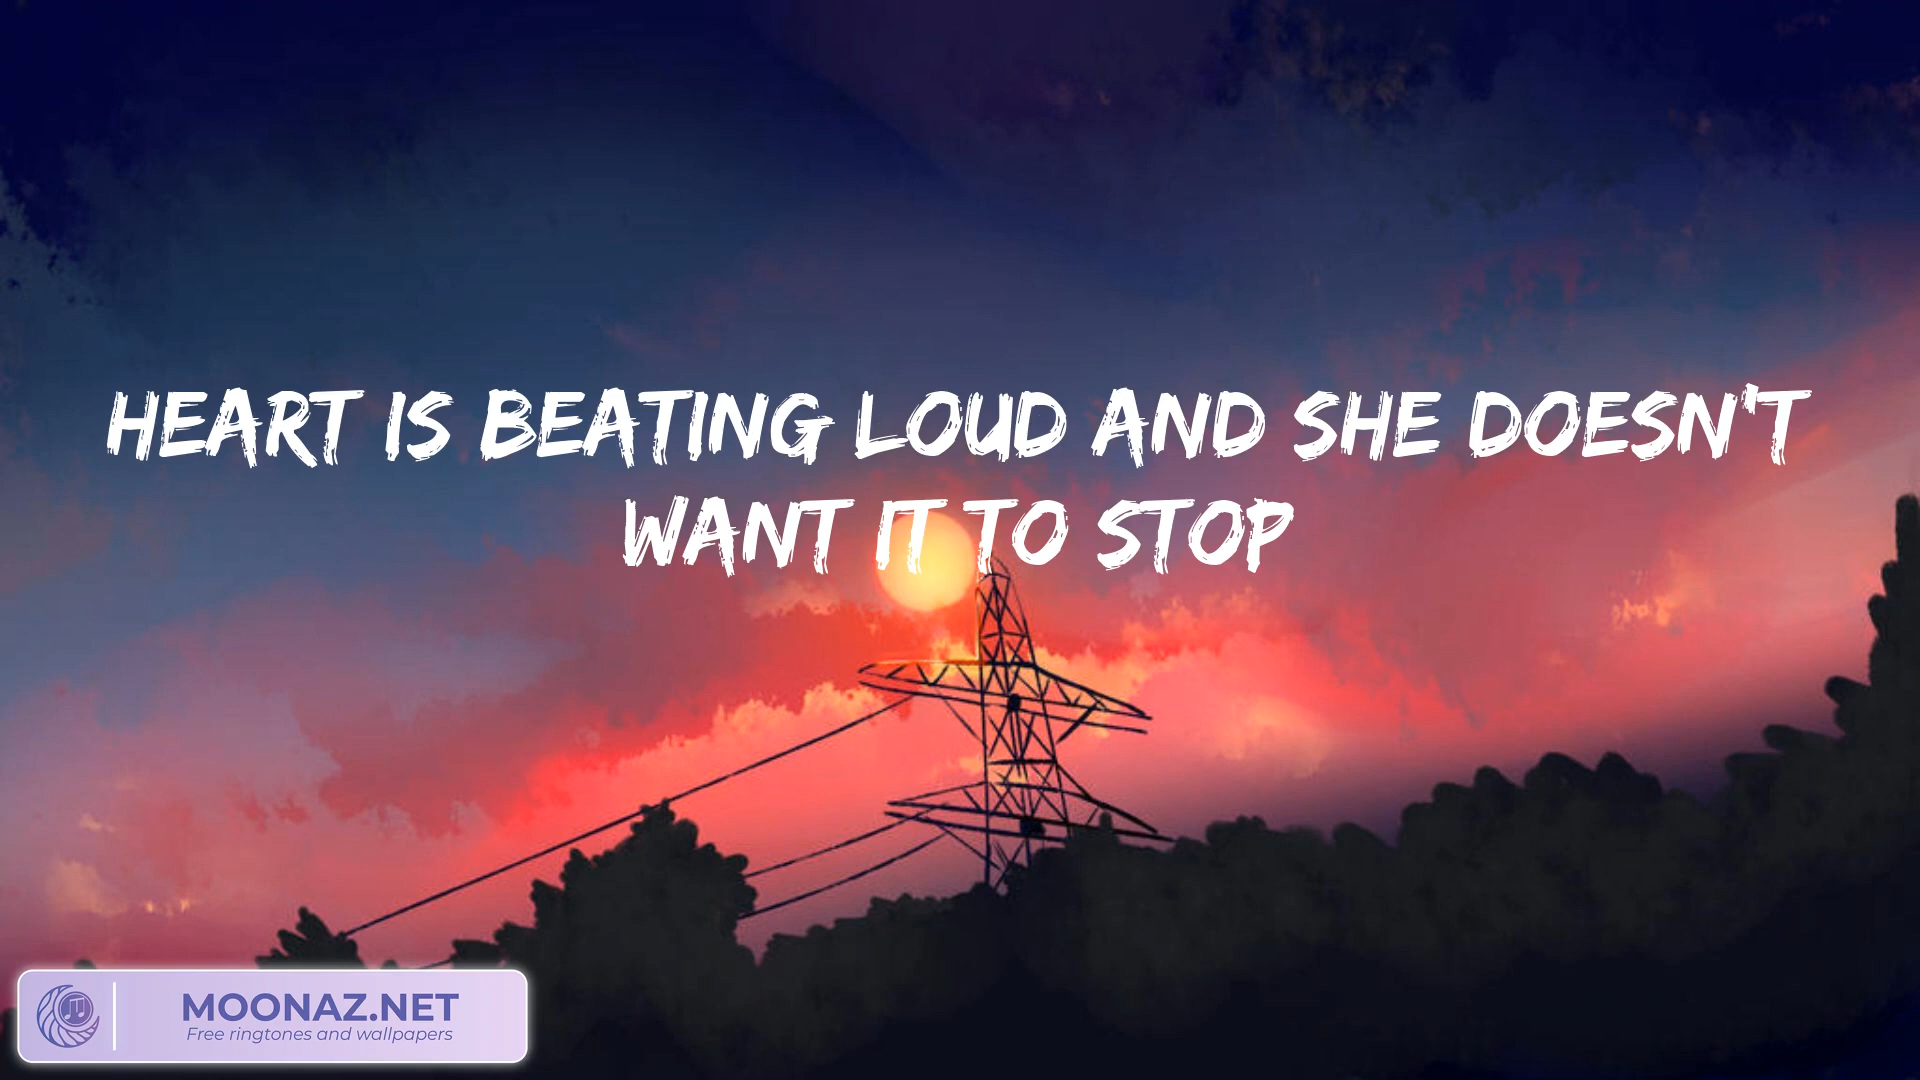 HEART IS BEATING LOUD AND SHE DOESN'T
WANT IT TO STOP
MOONAZ.NET
Free ringtones and wallpapers